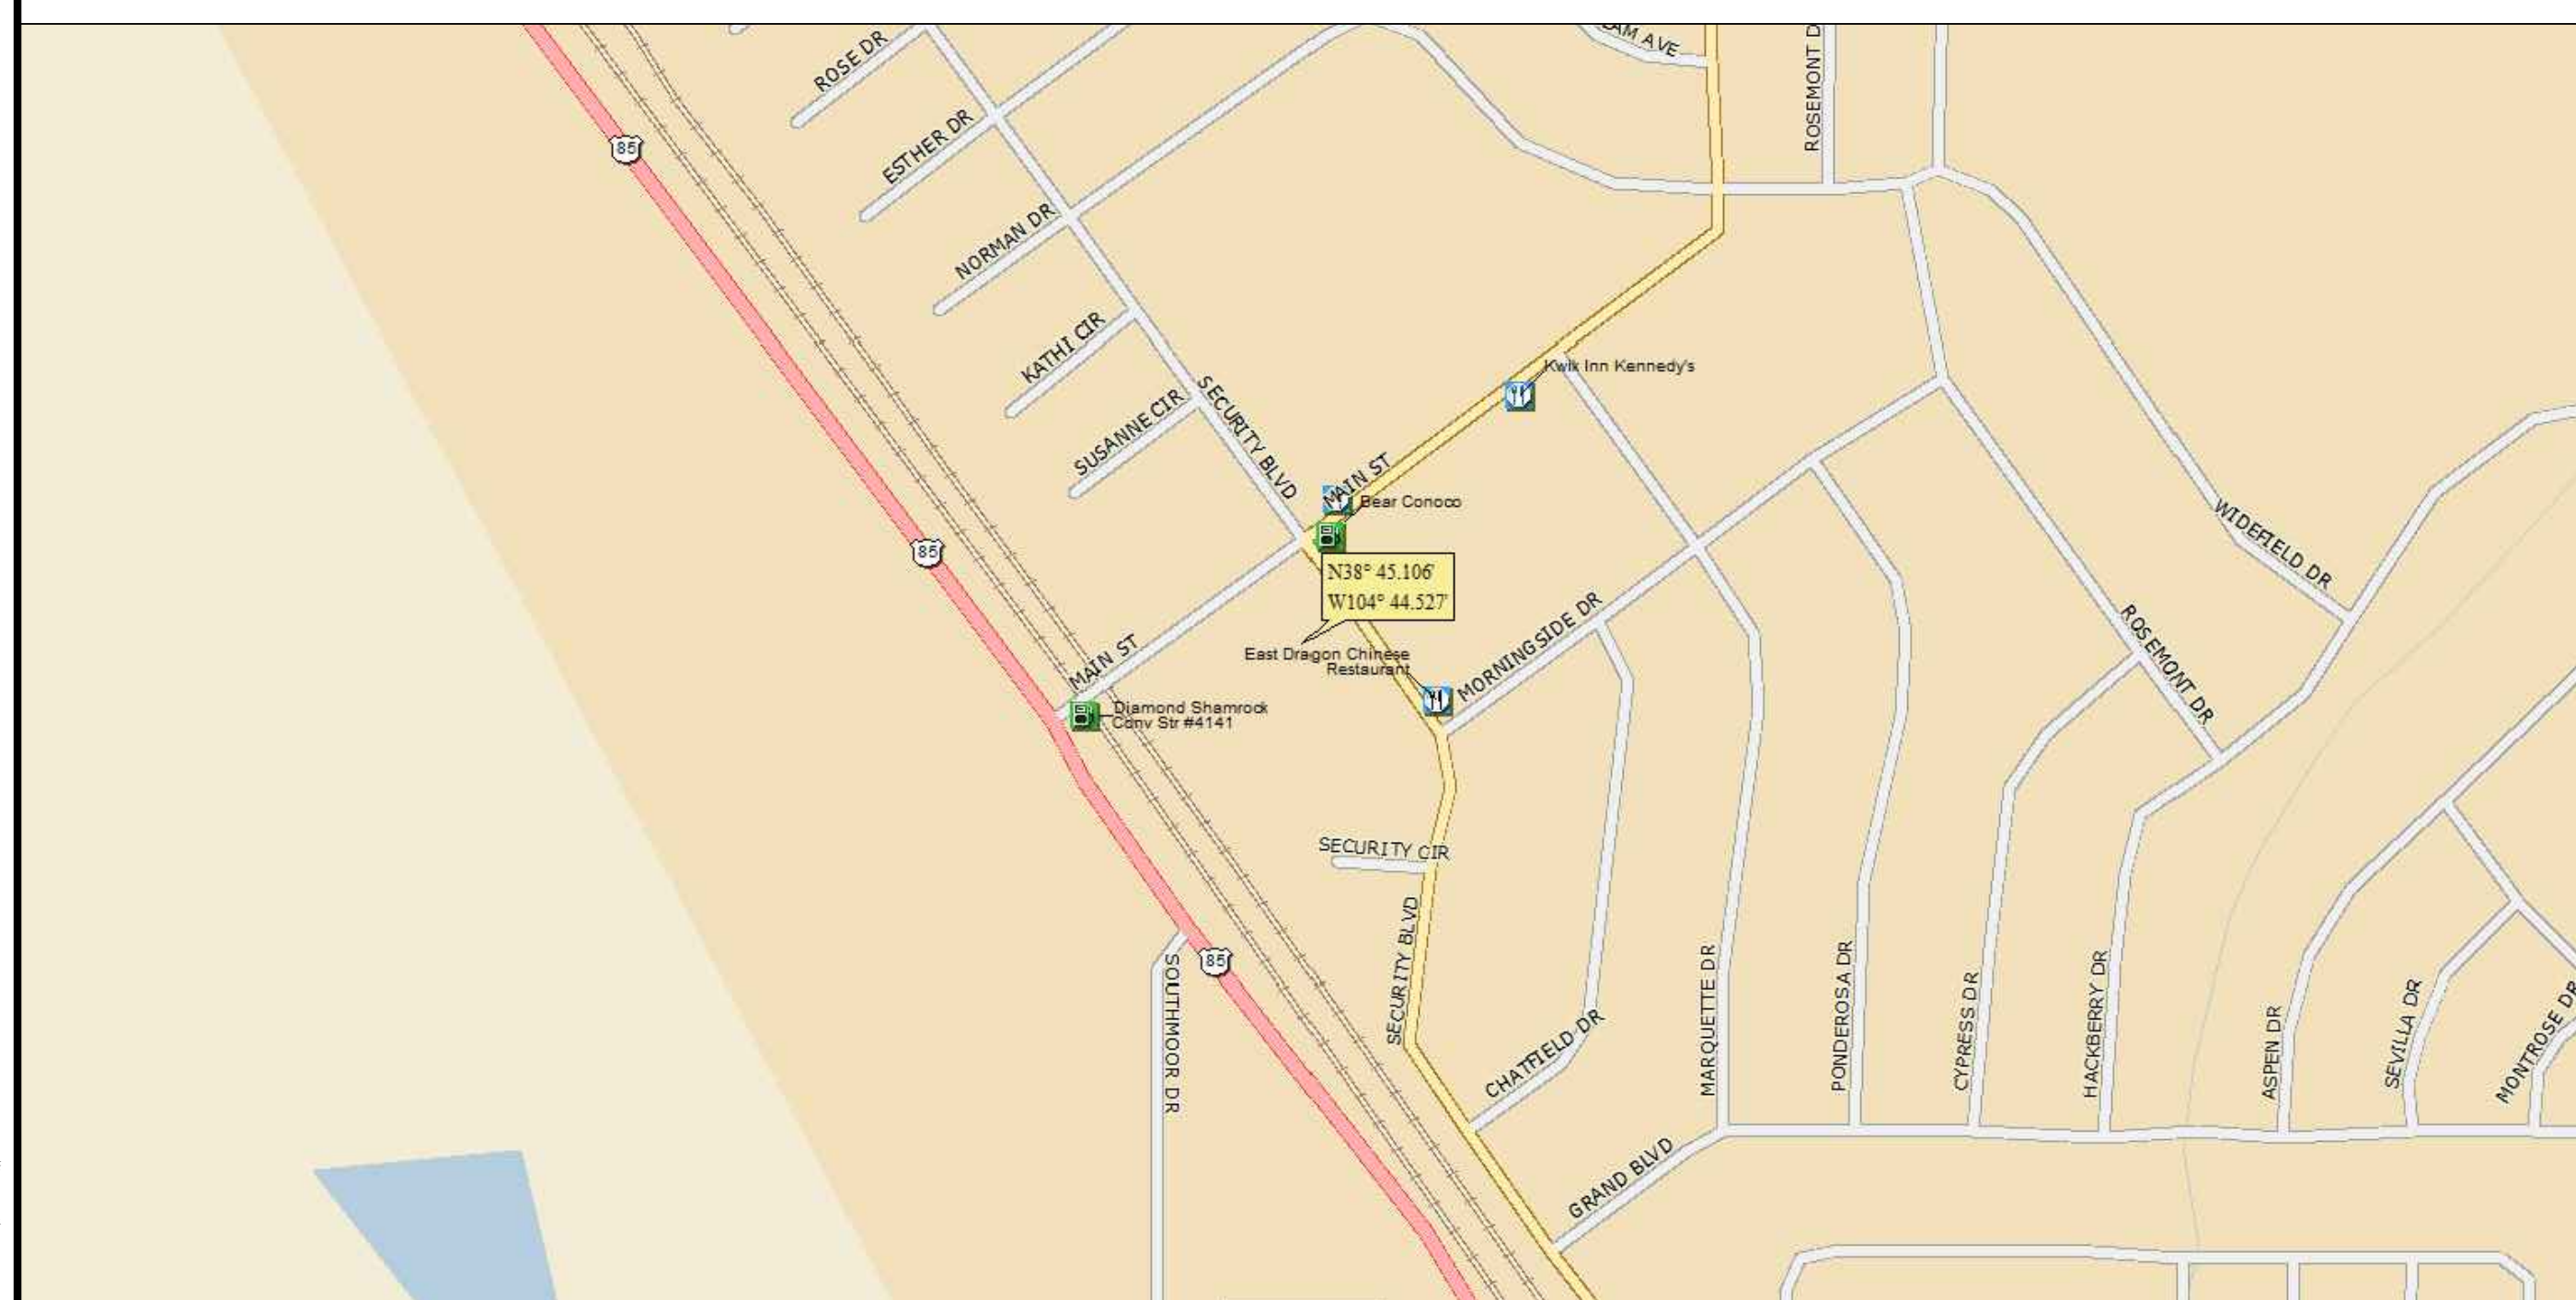 ROSE DR
AM AVE
ROSEMONT D
85
ESTHER DR
NORMAN DR
KATHI CIR
SUSANNE CIR
SECURITY BLVD
Kwik Inn Kennedy's
MAIN ST
Bear Conoco
85
N38° 45.106'
W104° 44.527'
WIDEFIELD DR
MORNINGSIDE DR
ROSEMONT DR
MAIN ST
East Dragon Chinese
Restaurant
Diamond Shamrock
Conv Str #4141
SECURITY CIR
SECURITY BLVD
85
SOUTHMOOR DR
CHATFIELD DR
MARQUETTE DR
PONDEROSA DR
CYPRESS DR
HACKBERRY DR
ASPEN DR
SEVILLA DR
MONTROSE DR
GRAND BLVD